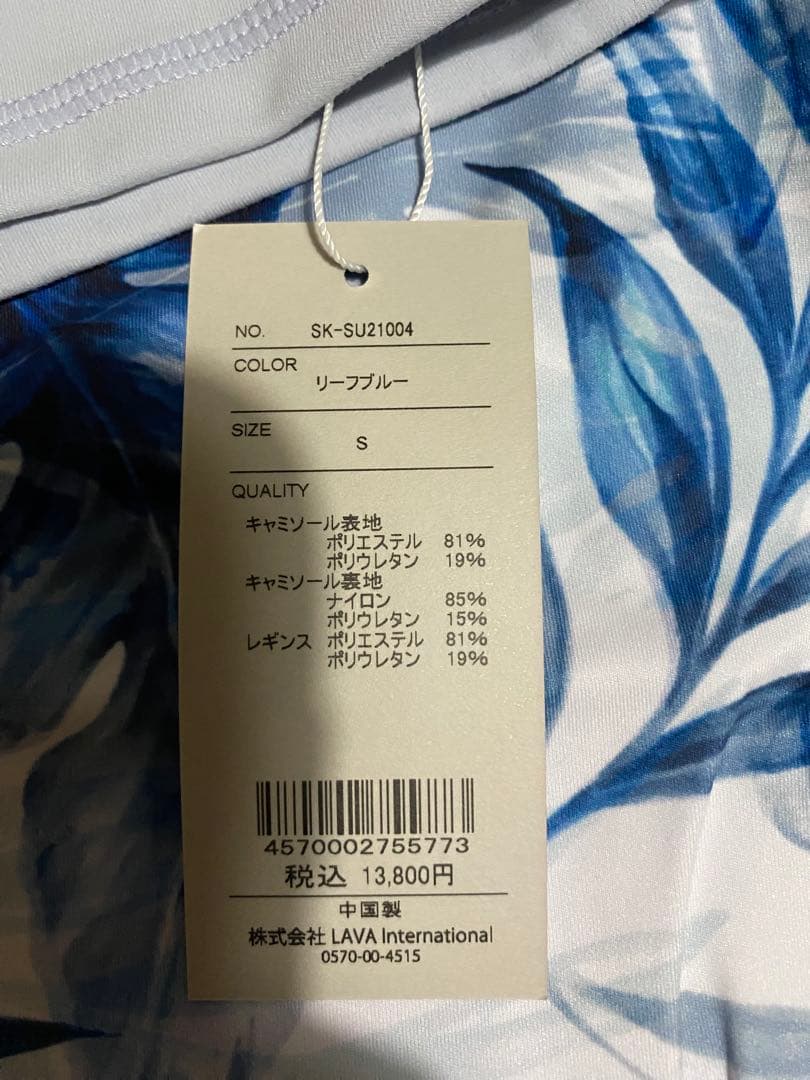 NO. SK-SU21004
COLOR
リーフブルー
SIZE
S
QUALITY
キャミソール表地
ポリエステル 81%
ポリウレタン 19%
キャミソール裏地
ナイロン 85%
ポリウレタン 15%
レギンス ポリエステル 81%
ポリウレタン 19%
4570002755773
税込 13,800円
中国製
株式会社 LAVA International
0570-00-4515